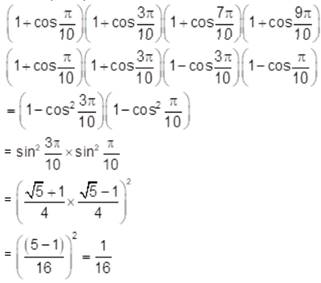 (1+cos π/10)(1+cos 3π/10)(1+cos 7π/10)(1+cos 9π/10)
(1+cos π/10)(1+cos 3π/10)(1−cos 3π/10)(1−cos π/10)
= (1−cos² 3π/10)(1−cos² π/10)
= sin² 3π/10 × sin² π/10
= ((√5+1)/4 × (√5−1)/4)²
= ((5−1)/16)² = 1/16